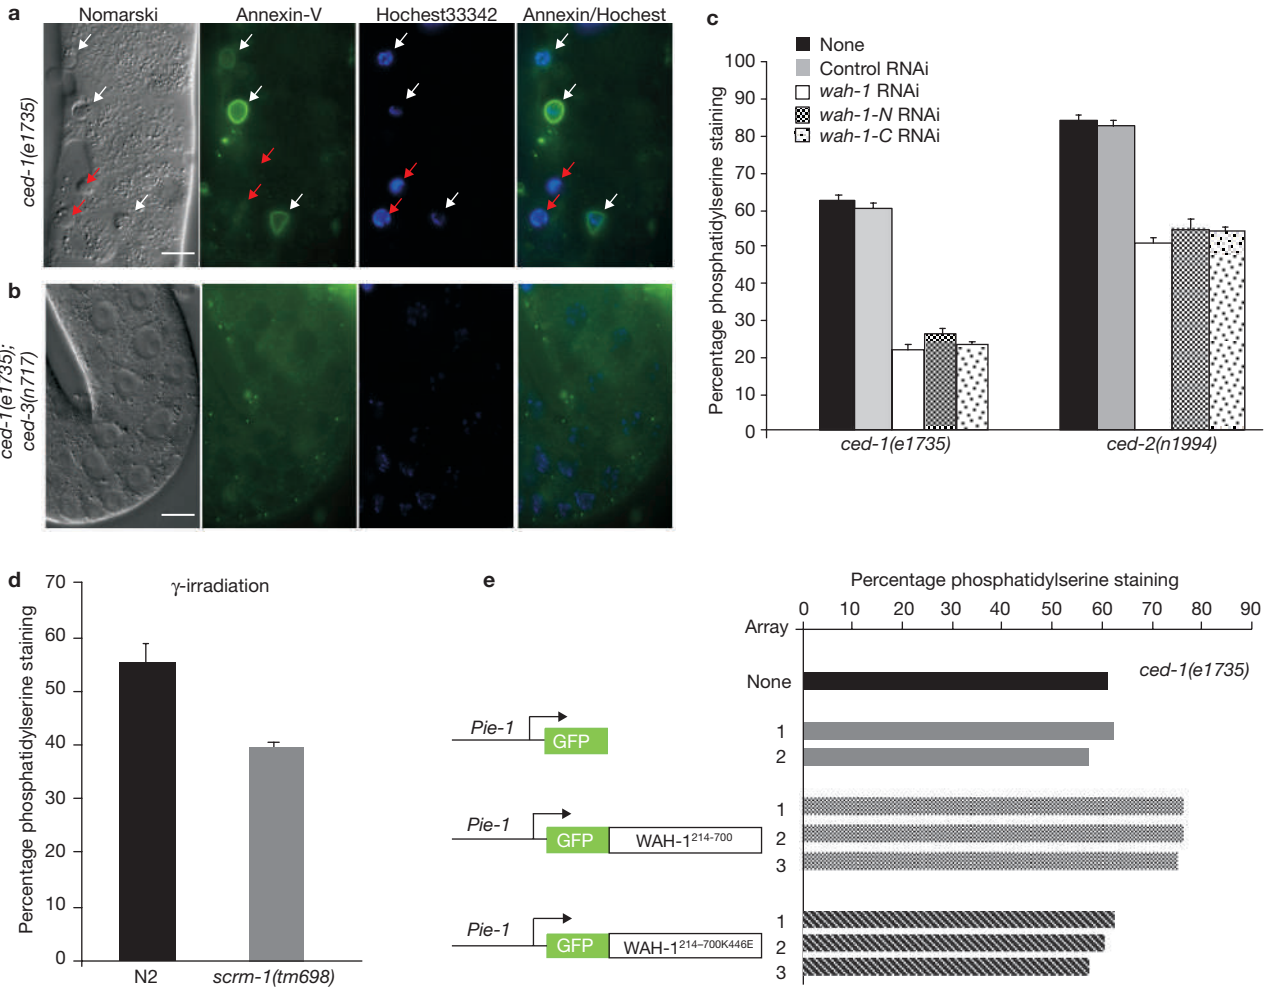 a
Nomarski
Annexin-V
Hochest33342
Annexin/Hochest
ced-1(e1735)
b
ced-1(e1735);
ced-3(n717)
c
None
Control RNAi
wah-1 RNAi
wah-1-N RNAi
wah-1-C RNAi
Percentage phosphatidylserine staining
100
90
80
70
60
50
40
30
20
10
0
ced-1(e1735)
ced-2(n1994)
d
γ-irradiation
Percentage phosphatidylserine staining
70
60
50
40
30
20
10
0
N2
scrm-1(tm698)
e
Percentage phosphatidylserine staining
0 10 20 30 40 50 60 70 80 90
Array
ced-1(e1735)
None
Pie-1
GFP
1
2
Pie-1
GFP
WAH-1²¹⁴⁻⁷⁰⁰
1
2
3
Pie-1
GFP
WAH-1²¹⁴⁻⁷⁰⁰ᴷ⁴⁴⁶ᴱ
1
2
3